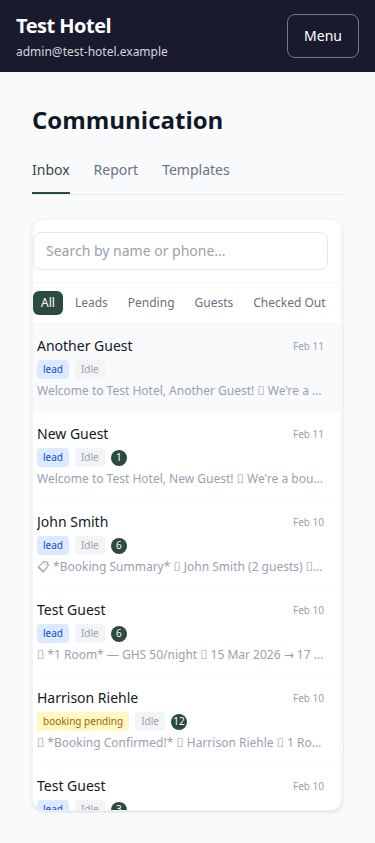 Test Hotel
admin@test-hotel.example
Menu
Communication
Inbox
Report
Templates
Search by name or phone...
All
Leads
Pending
Guests
Checked Out
Another Guest
Feb 11
lead
Idle
Welcome to Test Hotel, Another Guest! We're a ...
New Guest
Feb 11
lead
Idle
1
Welcome to Test Hotel, New Guest! We're a bou...
John Smith
Feb 10
lead
Idle
6
*Booking Summary* John Smith (2 guests) ...
Test Guest
Feb 10
lead
Idle
6
*1 Room* — GHS 50/night 15 Mar 2026 → 17 ...
Harrison Riehle
Feb 10
booking pending
Idle
12
*Booking Confirmed!* Harrison Riehle 1 Ro...
Test Guest
Feb 10
lead
Idle
3